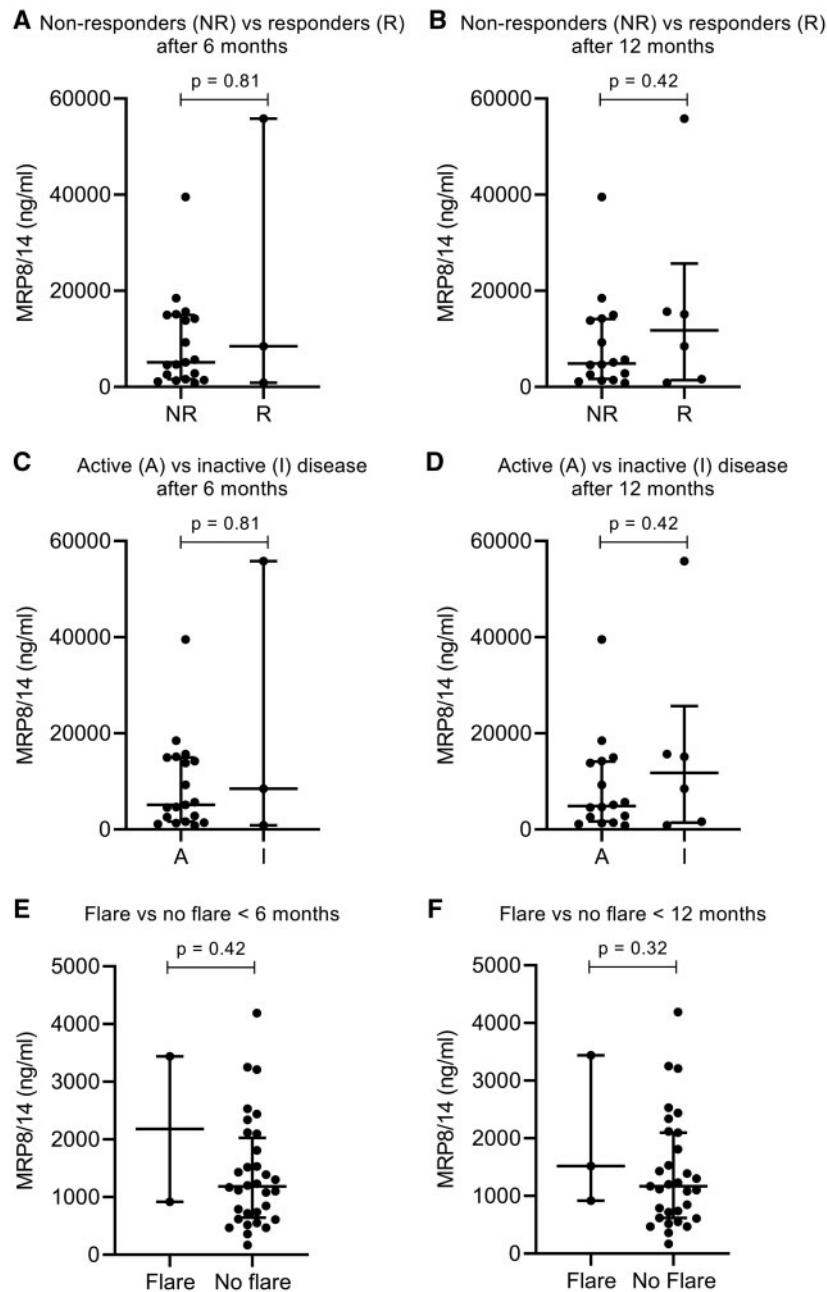 A Non-responders (NR) vs responders (R)
after 6 months
p = 0.81
MRP8/14 (ng/ml)
60000
40000
20000
0
NR R
B Non-responders (NR) vs responders (R)
after 12 months
p = 0.42
MRP8/14 (ng/ml)
60000
40000
20000
0
NR R
C Active (A) vs inactive (I) disease
after 6 months
p = 0.81
MRP8/14 (ng/ml)
60000
40000
20000
0
A I
D Active (A) vs inactive (I) disease
after 12 months
p = 0.42
MRP8/14 (ng/ml)
60000
40000
20000
0
A I
E Flare vs no flare < 6 months
p = 0.42
MRP8/14 (ng/ml)
5000
4000
3000
2000
1000
0
Flare No flare
F Flare vs no flare < 12 months
p = 0.32
MRP8/14 (ng/ml)
5000
4000
3000
2000
1000
0
Flare No Flare